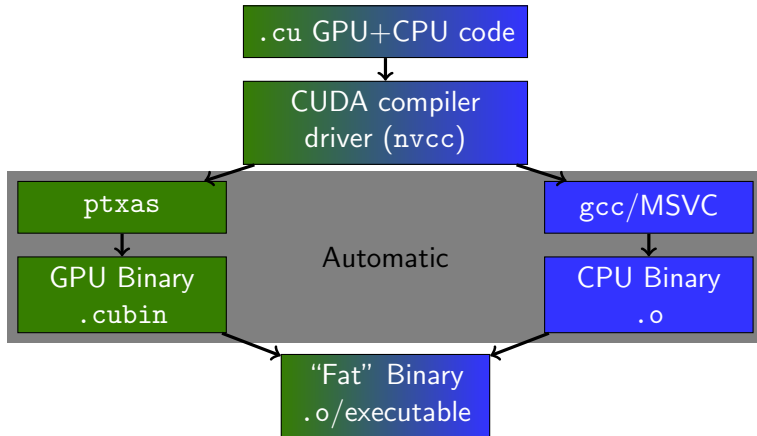 .cu GPU+CPU code
CUDA compiler
driver (nvcc)
ptxas
gcc/MSVC
Automatic
GPU Binary
.cubin
CPU Binary
.o
“Fat” Binary
.o/executable